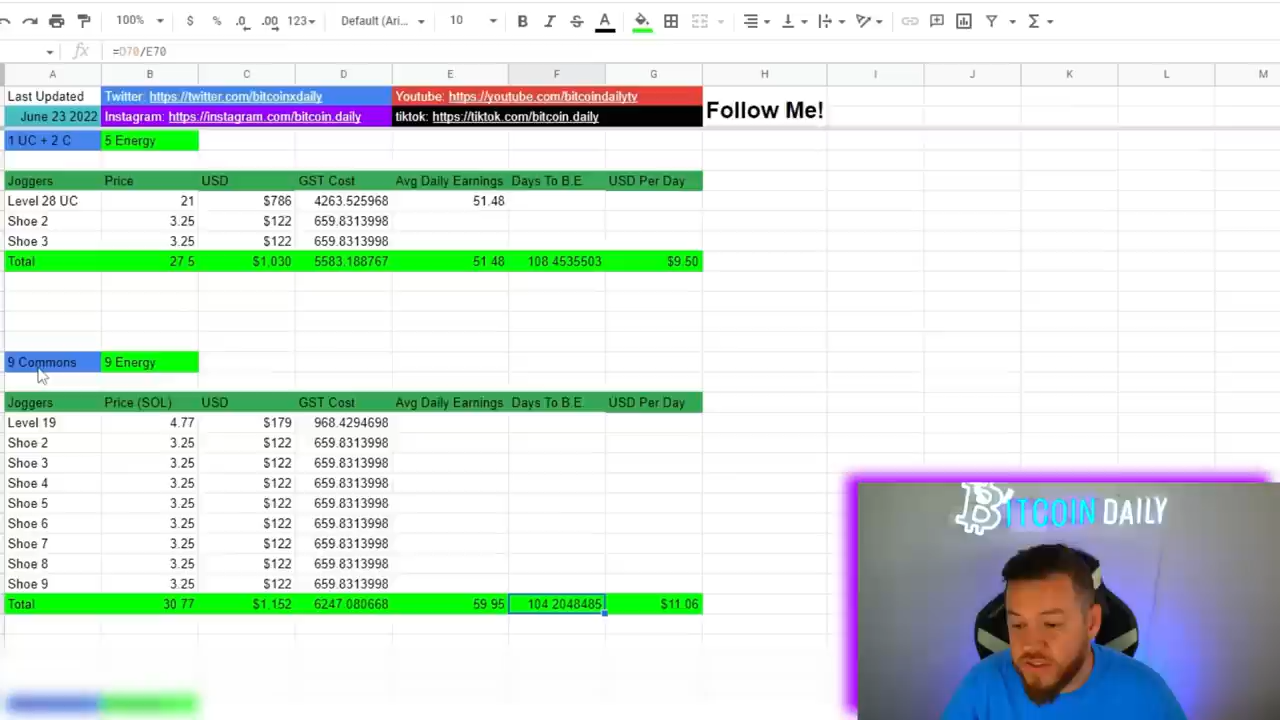 100% $ % .0 .00 123 Default (Ari... 10 B I S A
fx =D70/E70
A B C D E F G H I J K L M
Last Updated Twitter: https://twitter.com/bitcoinxdaily Youtube: https://youtube.com/bitcoindailytv
June 23 2022 Instagram: https://instagram.com/bitcoin.daily tiktok: https://tiktok.com/bitcoin.daily Follow Me!
1 UC + 2 C 5 Energy
Joggers Price USD GST Cost Avg Daily Earnings Days To B.E. USD Per Day
Level 28 UC 21 $786 4263.525968 51.48
Shoe 2 3.25 $122 659.8313998
Shoe 3 3.25 $122 659.8313998
Total 27.5 $1,030 5583.188767 51.48 108.4535503 $9.50
9 Commons 9 Energy
Joggers Price (SOL) USD GST Cost Avg Daily Earnings Days To B.E. USD Per Day
Level 19 4.77 $179 968.4294698
Shoe 2 3.25 $122 659.8313998
Shoe 3 3.25 $122 659.8313998
Shoe 4 3.25 $122 659.8313998
Shoe 5 3.25 $122 659.8313998
Shoe 6 3.25 $122 659.8313998
Shoe 7 3.25 $122 659.8313998
Shoe 8 3.25 $122 659.8313998
Shoe 9 3.25 $122 659.8313998
Total 30.77 $1,152 6247.080668 59.95 104.2048485 $11.06
BITCOIN DAILY